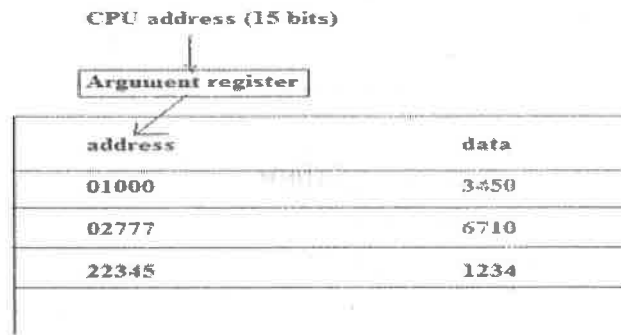 CPU address (15 bits)
Argument register
address data
01000 3450
02777 6710
22345 1234